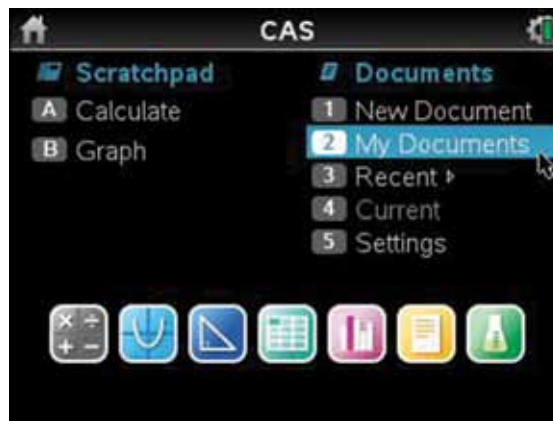 CAS
Scratchpad
A Calculate
B Graph
Documents
1 New Document
2 My Documents
3 Recent
4 Current
5 Settings